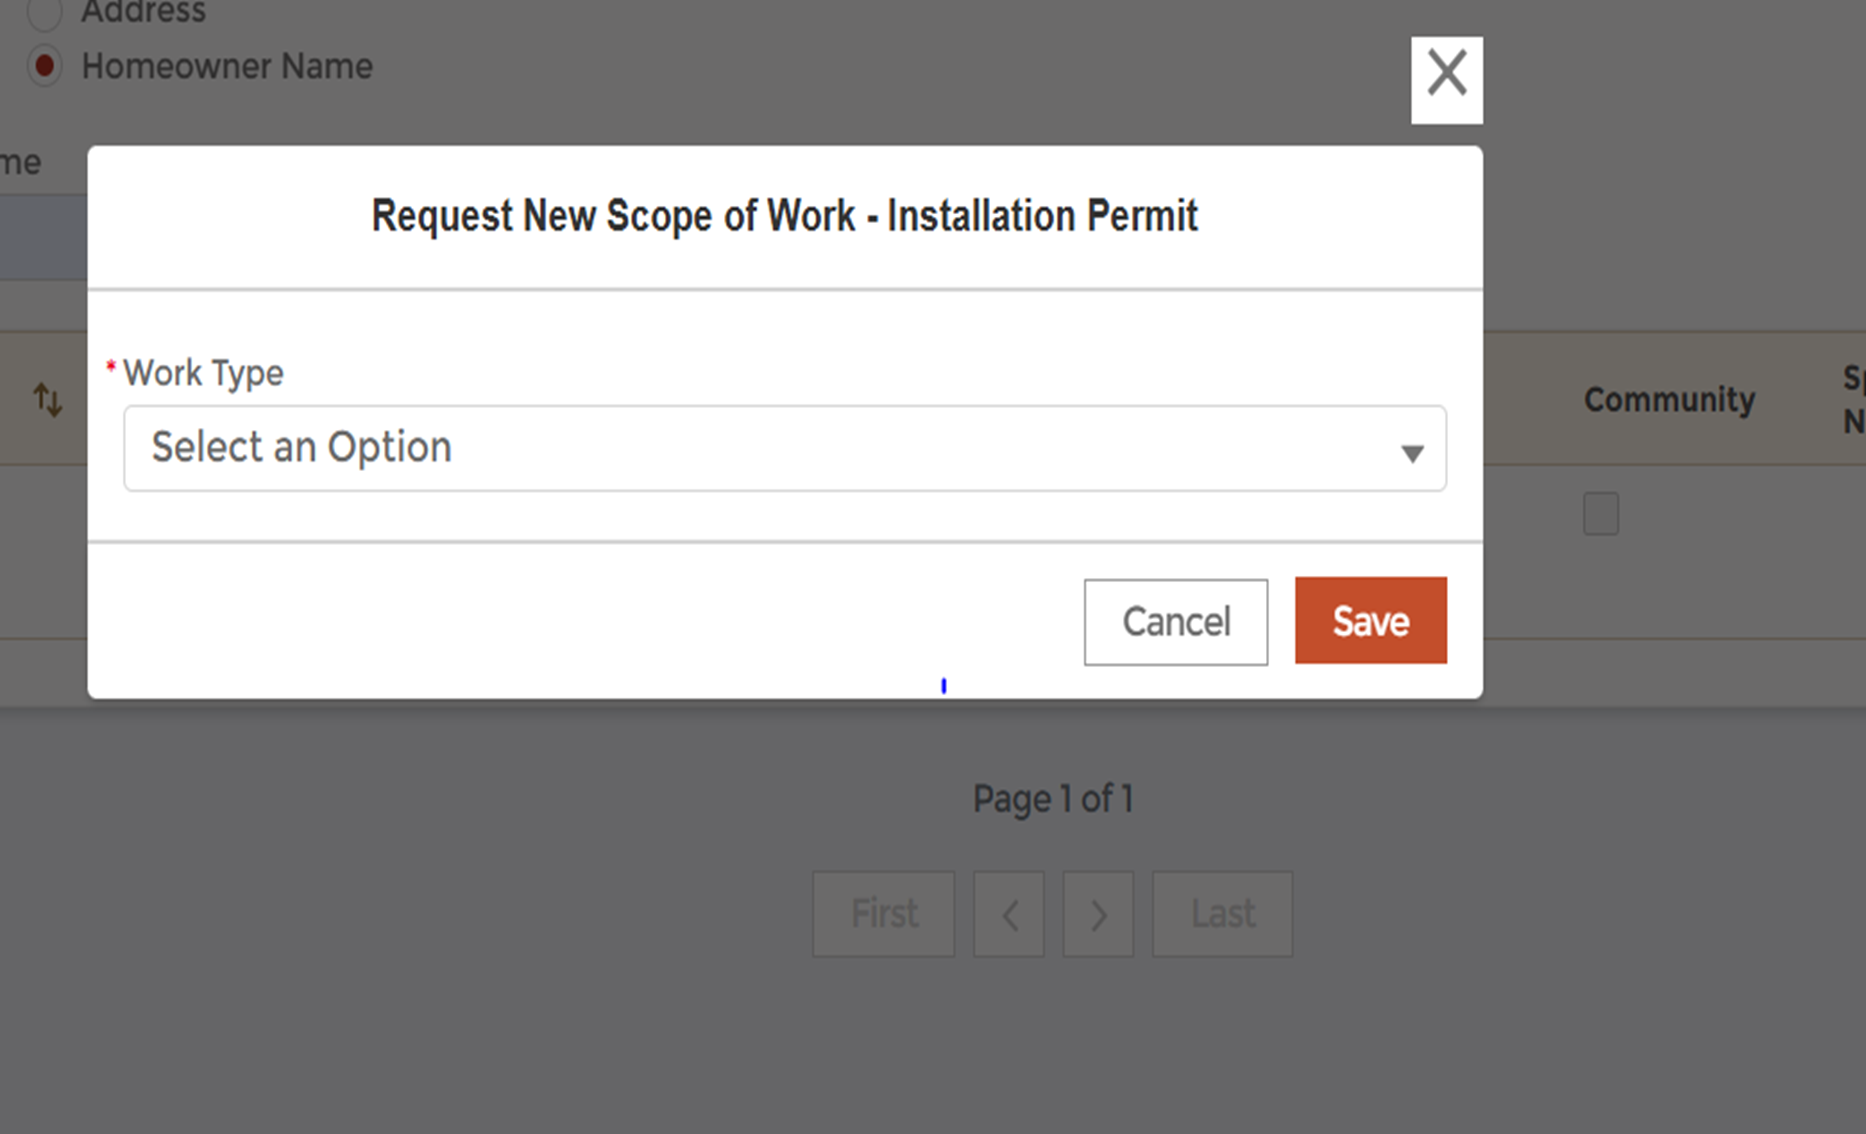 Address
Homeowner Name
me
Request New Scope of Work - Installation Permit
* Work Type
Select an Option
Community
Cancel
Save
Page 1 of 1
First
<
>
Last